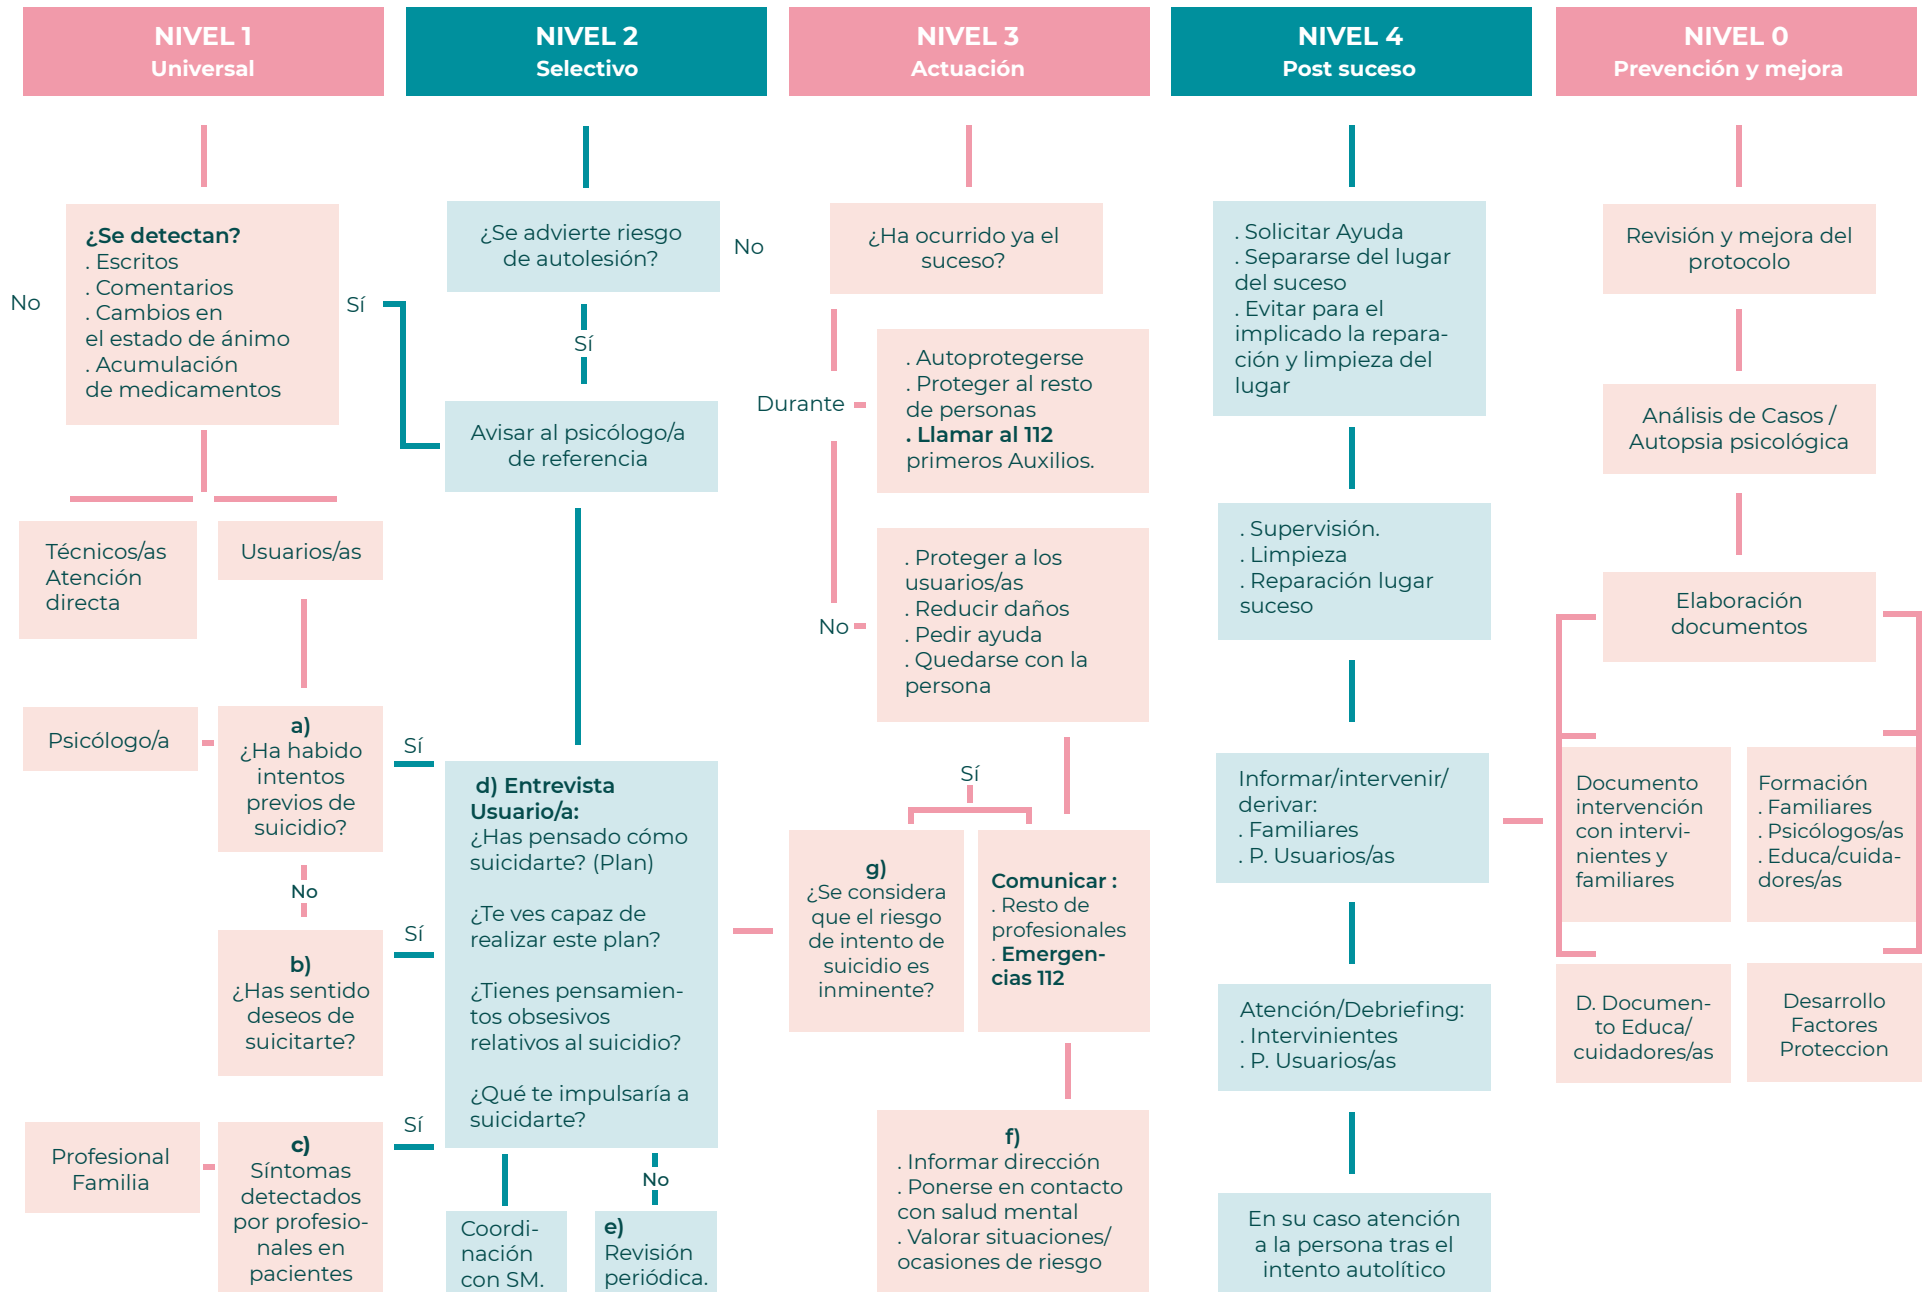 NIVEL 1
Universal
¿Se detectan?
. Escritos
. Comentarios
. Cambios en
el estado de ánimo
. Acumulación
de medicamentos
No
Sí
Técnicos/as
Atención
directa
Usuarios/as
Psicólogo/a
a)
¿Ha habido
intentos
previos de
suicidio?
Sí
No
b)
¿Has sentido
deseos de
suicitarte?
Sí
Profesional
Familia
c)
Síntomas
detectados
por profesio-
nales en
pacientes
Sí
NIVEL 2
Selectivo
¿Se advierte riesgo
de autolesión?
No
Sí
Avisar al psicólogo/a
de referencia
d) Entrevista
Usuario/a:
¿Has pensado cómo
suicidarte? (Plan)
¿Te ves capaz de
realizar este plan?
¿Tienes pensamien-
tos obsesivos
relativos al suicidio?
¿Qué te impulsaría a
suicidarte?
No
Coordi-
nación
con SM.
e)
Revisión
periódica.
NIVEL 3
Actuación
¿Ha ocurrido ya el
suceso?
Durante
. Autoprotegerse
. Proteger al resto
de personas
. Llamar al 112
primeros Auxilios.
No
. Proteger a los
usuarios/as
. Reducir daños
. Pedir ayuda
. Quedarse con la
persona
Sí
g)
¿Se considera
que el riesgo
de intento de
suicidio es
inminente?
Comunicar :
. Resto de
profesionales
. Emergen-
cias 112
f)
. Informar dirección
. Ponerse en contacto
con salud mental
. Valorar situaciones/
ocasiones de riesgo
NIVEL 4
Post suceso
. Solicitar Ayuda
. Separarse del lugar
del suceso
. Evitar para el
implicado la repara-
ción y limpieza del
lugar
. Supervisión.
. Limpieza
. Reparación lugar
suceso
Informar/intervenir/
derivar:
. Familiares
. P. Usuarios/as
Atención/Debriefing:
. Intervinientes
. P. Usuarios/as
En su caso atención
a la persona tras el
intento autolítico
NIVEL 0
Prevención y mejora
Revisión y mejora del
protocolo
Análisis de Casos /
Autopsia psicológica
Elaboración
documentos
Documento
intervención
con intervi-
nientes y
familiares
Formación
. Familiares
. Psicólogos/as
. Educa/cuida-
dores/as
D. Documen-
to Educa/
cuidadores/as
Desarrollo
Factores
Proteccion